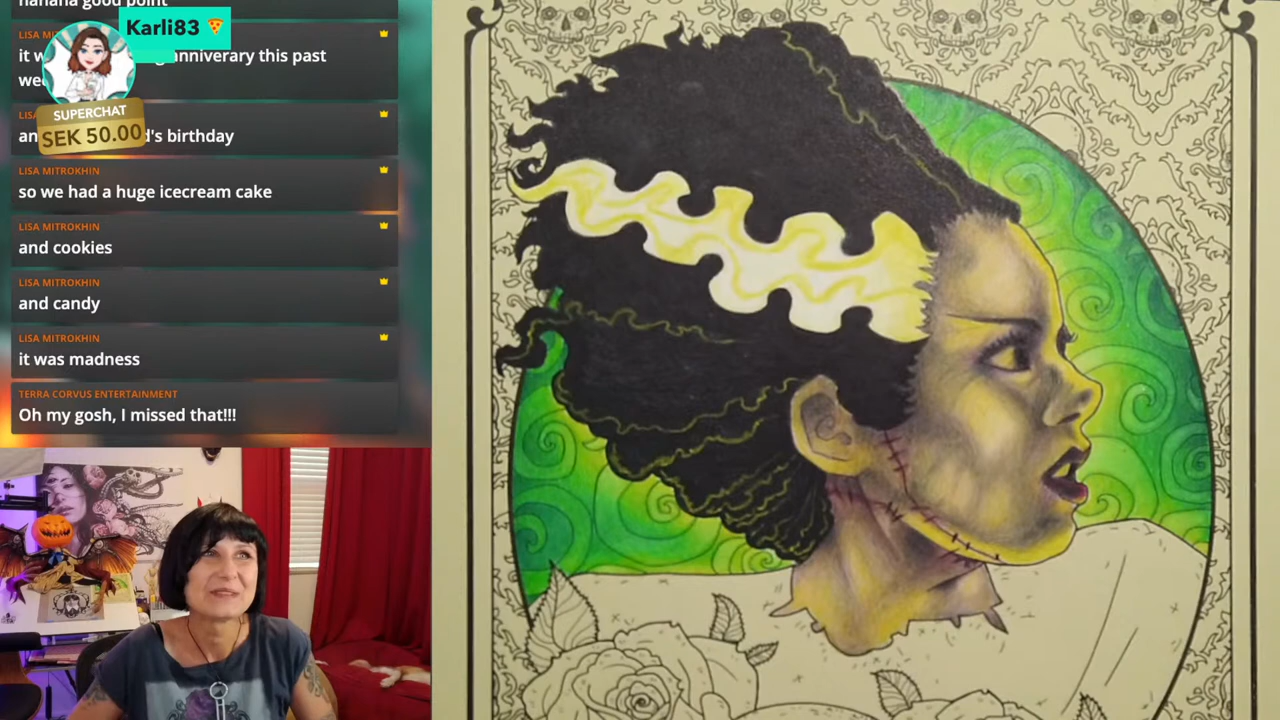 hahaha good point
Karli83
LISA
it anniverary this past
SUPERCHAT
SEK 50.00
d's birthday
LISA MITROKHIN
so we had a huge icecream cake
LISA MITROKHIN
and cookies
LISA MITROKHIN
and candy
LISA MITROKHIN
it was madness
TERRA CORVUS ENTERTAINMENT
Oh my gosh, I missed that!!!